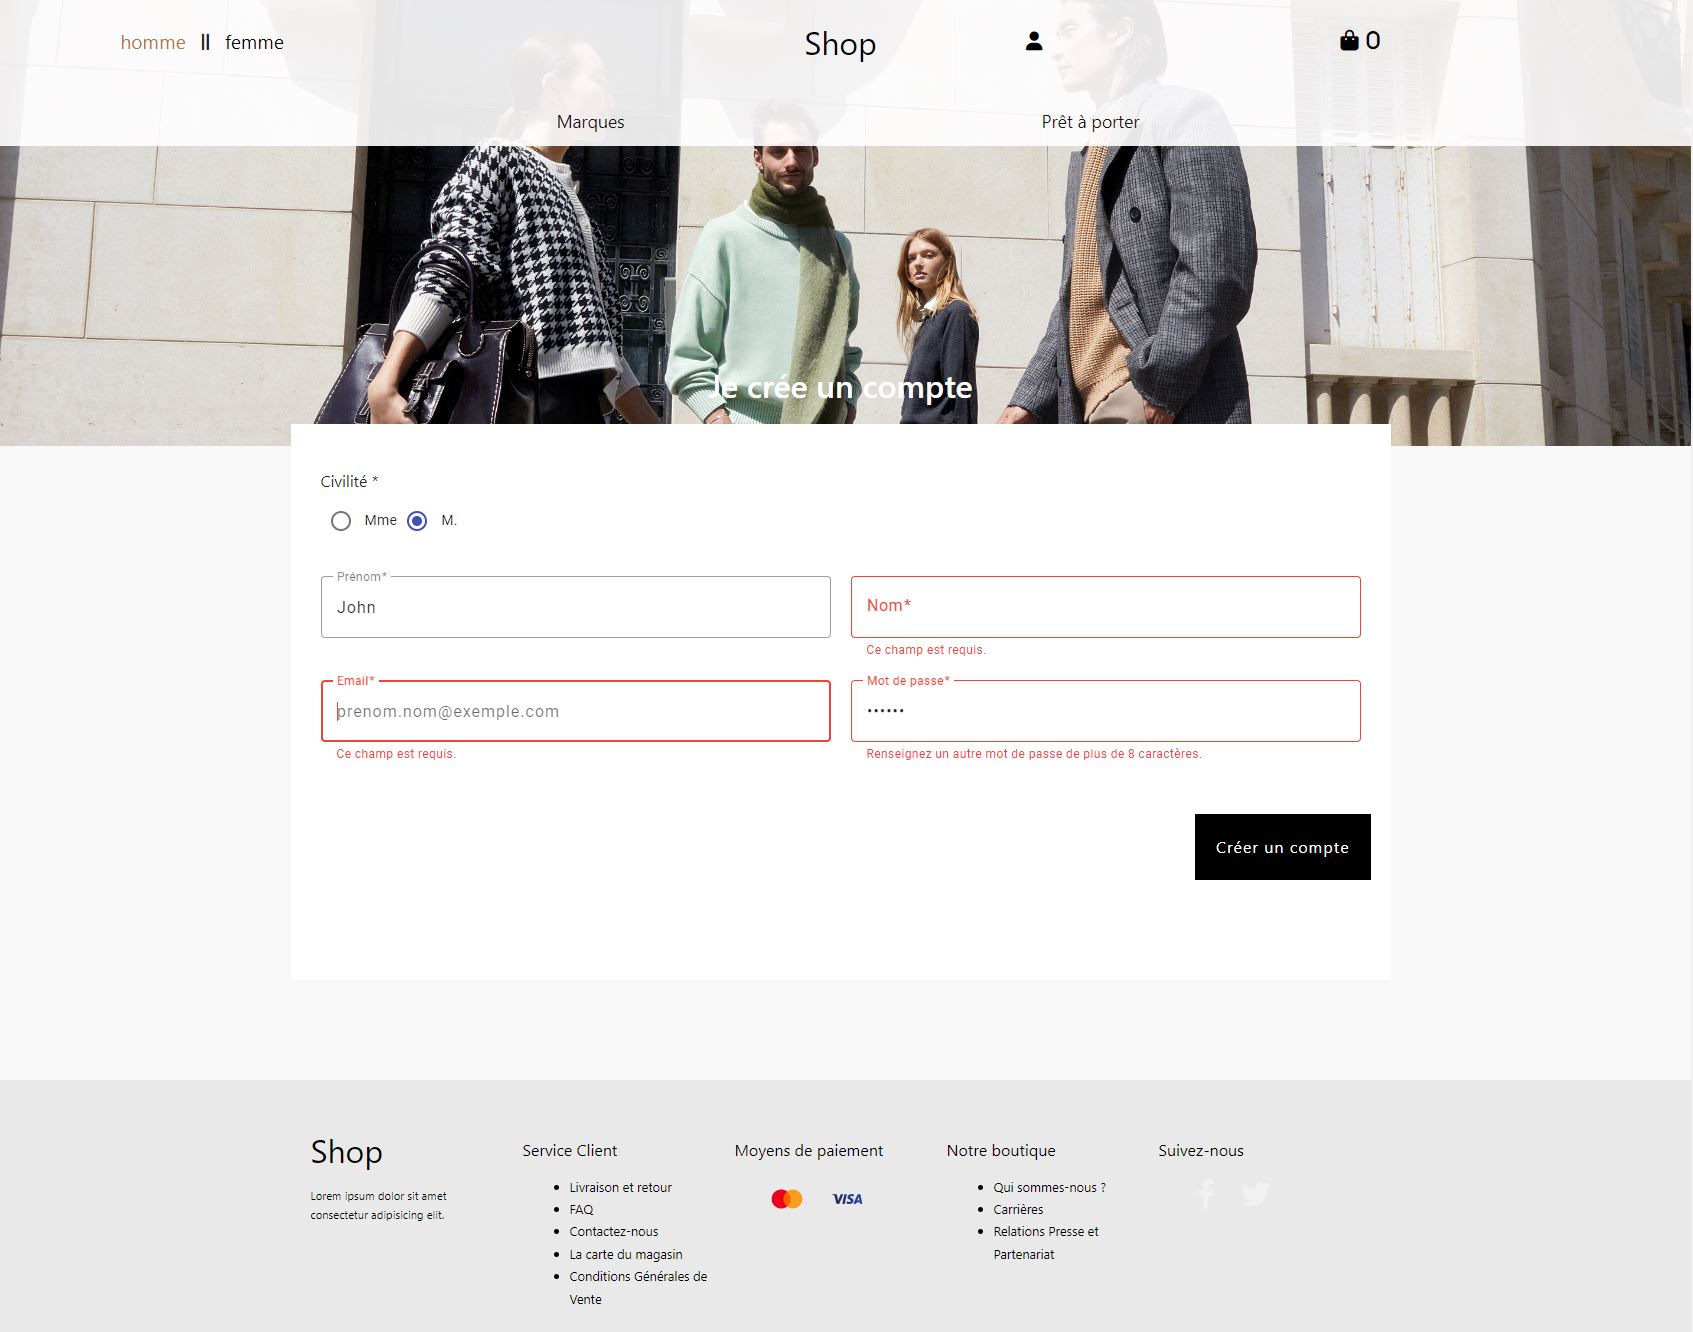 homme || femme
Shop
0
Marques
Prêt à porter
Je crée un compte
Civilité *
Mme
M.
Prénom*
John
Nom*
Ce champ est requis.
Email*
prenom.nom@exemple.com
Ce champ est requis.
Mot de passe*
••••••
Renseignez un autre mot de passe de plus de 8 caractères.
Créer un compte
Shop
Lorem ipsum dolor sit amet
consectetur adipisicing elit.
Service Client
Livraison et retour
FAQ
Contactez-nous
La carte du magasin
Conditions Générales de
Vente
Moyens de paiement
VISA
Notre boutique
Qui sommes-nous ?
Carrières
Relations Presse et
Partenariat
Suivez-nous